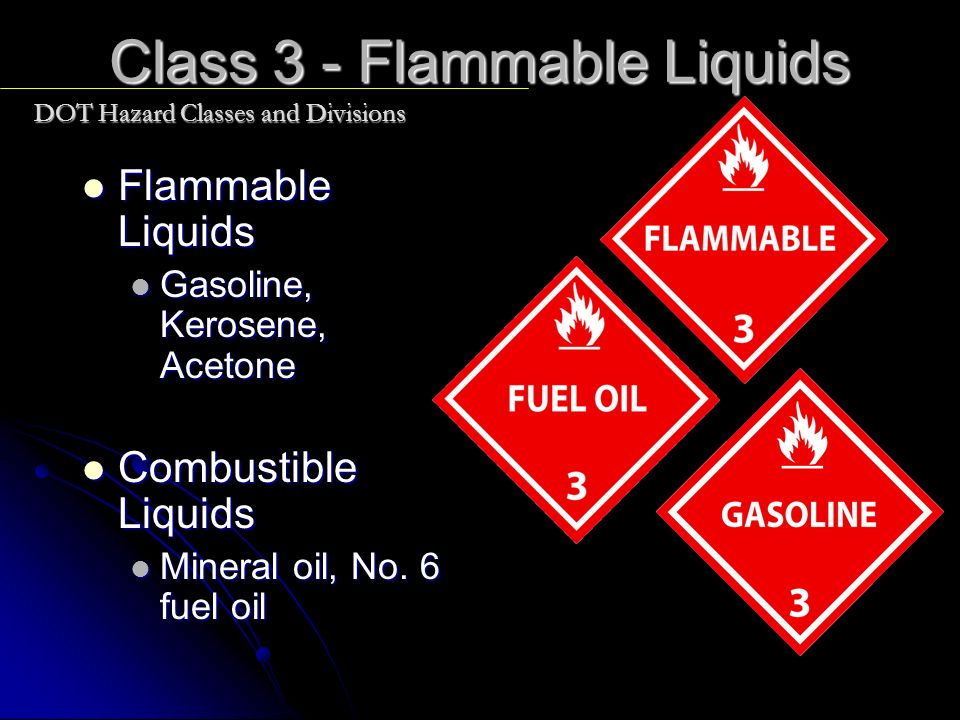 Class 3 - Flammable Liquids
DOT Hazard Classes and Divisions
Flammable
Liquids
Gasoline,
Kerosene,
Acetone
Combustible
Liquids
Mineral oil, No. 6
fuel oil
FLAMMABLE
3
FUEL OIL
3
GASOLINE
3